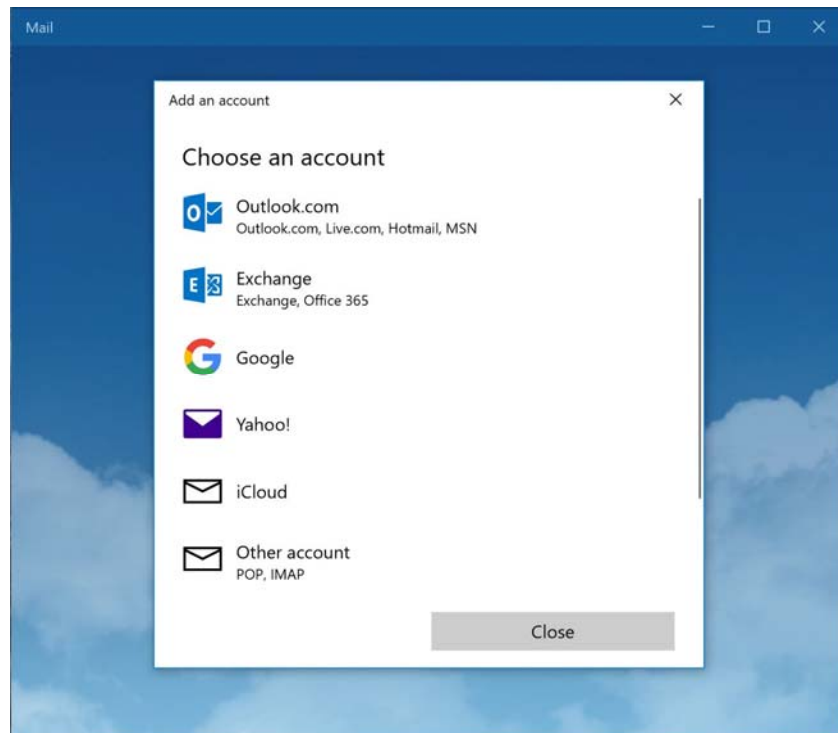 Mail
Add an account
Choose an account
Outlook.com
Outlook.com, Live.com, Hotmail, MSN
Exchange
Exchange, Office 365
Google
Yahoo!
iCloud
Other account
POP, IMAP
Close